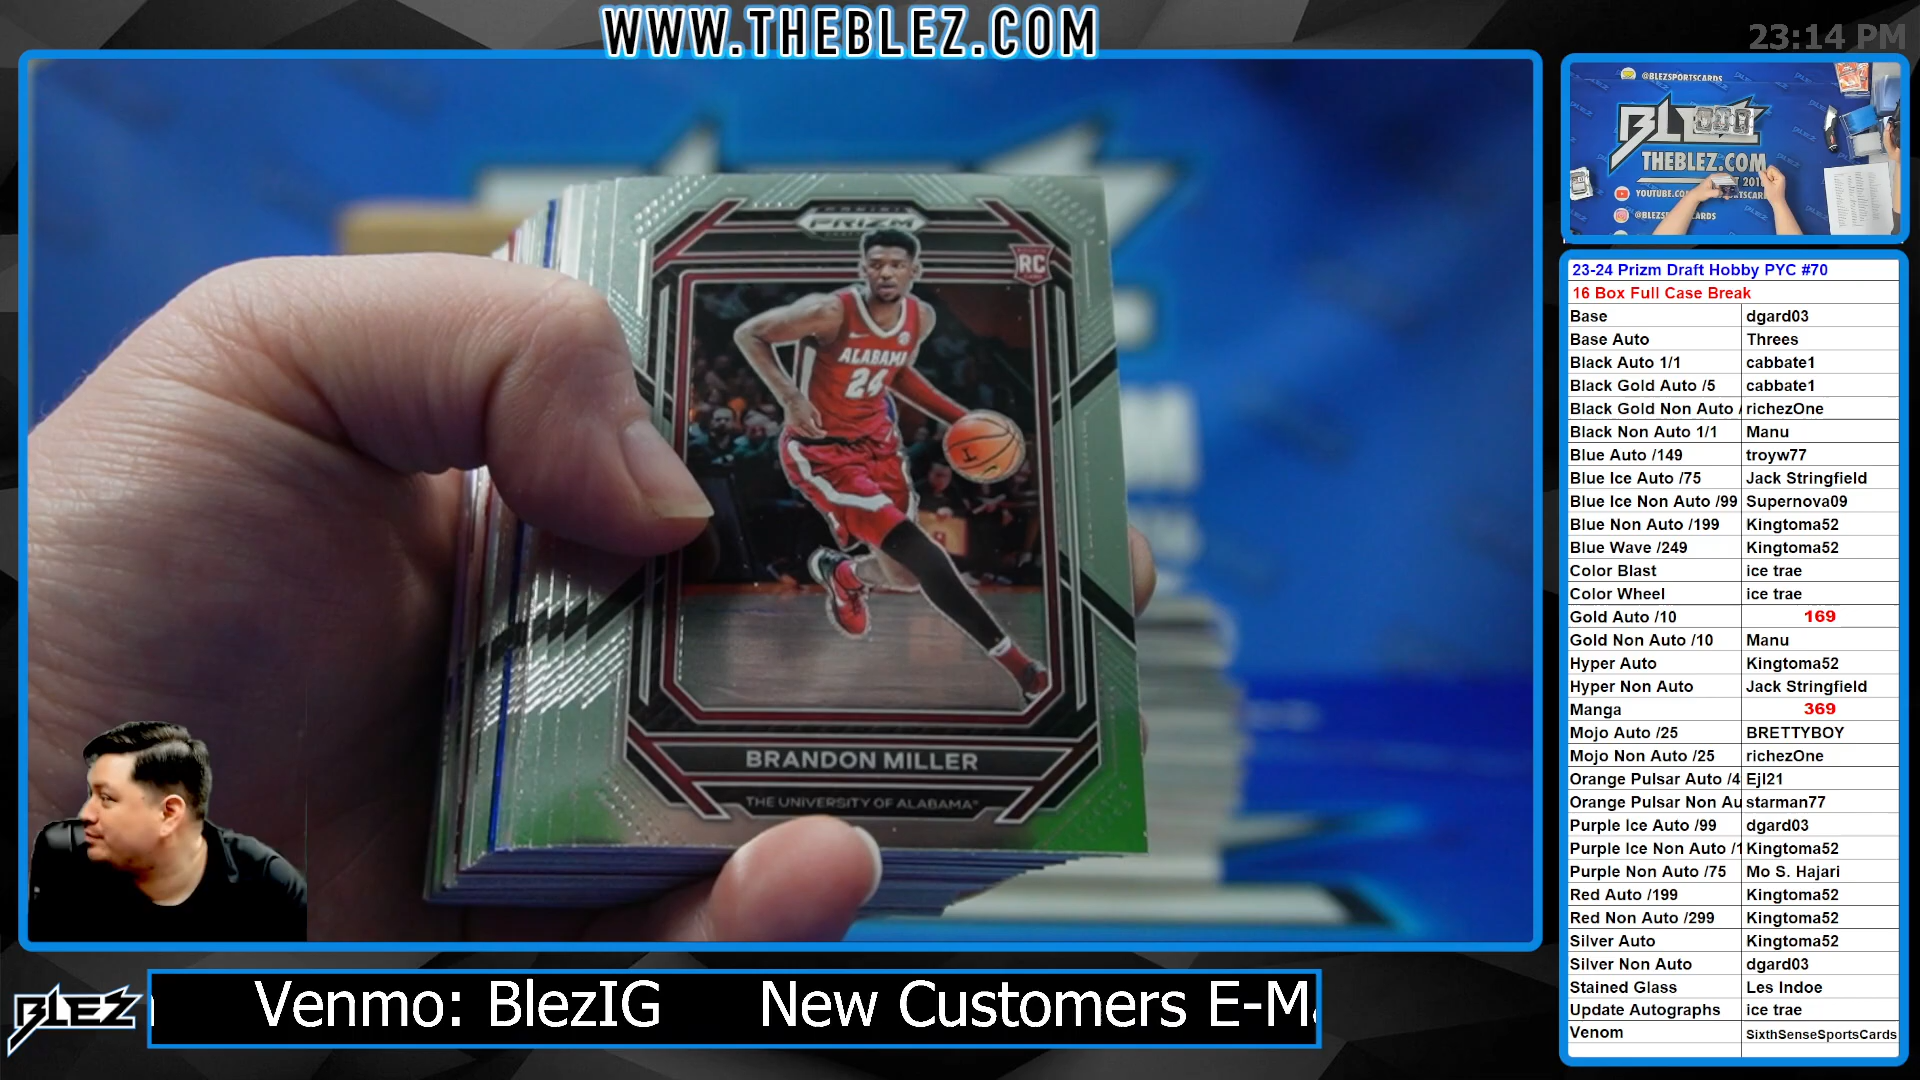 WWW.THEBLEZ.COM
23:14 PM
@BLEZSPORTSCARDS
BLEZ
THEBLEZ.COM
PANINI
PRIZM
RC
ALABAMA
24
BRANDON MILLER
THE UNIVERSITY OF ALABAMA
23-24 Prizm Draft Hobby PYC #70
16 Box Full Case Break
Base dgard03
Base Auto Threes
Black Auto 1/1 cabbate1
Black Gold Auto /5 cabbate1
Black Gold Non Auto / richezOne
Black Non Auto 1/1 Manu
Blue Auto /149 troyw77
Blue Ice Auto /75 Jack Stringfield
Blue Ice Non Auto /99 Supernova09
Blue Non Auto /199 Kingtoma52
Blue Wave /249 Kingtoma52
Color Blast ice trae
Color Wheel ice trae
Gold Auto /10 169
Gold Non Auto /10 Manu
Hyper Auto Kingtoma52
Hyper Non Auto Jack Stringfield
Manga 369
Mojo Auto /25 BRETTYBOY
Mojo Non Auto /25 richezOne
Orange Pulsar Auto /4 Ejl21
Orange Pulsar Non Au starman77
Purple Ice Auto /99 dgard03
Purple Ice Non Auto /1 Kingtoma52
Purple Non Auto /75 Mo S. Hajari
Red Auto /199 Kingtoma52
Red Non Auto /299 Kingtoma52
Silver Auto Kingtoma52
Silver Non Auto dgard03
Stained Glass Les Indoe
Update Autographs ice trae
Venom SixthSenseSportsCards
BLEZ
Venmo: BlezIG New Customers E-Ma